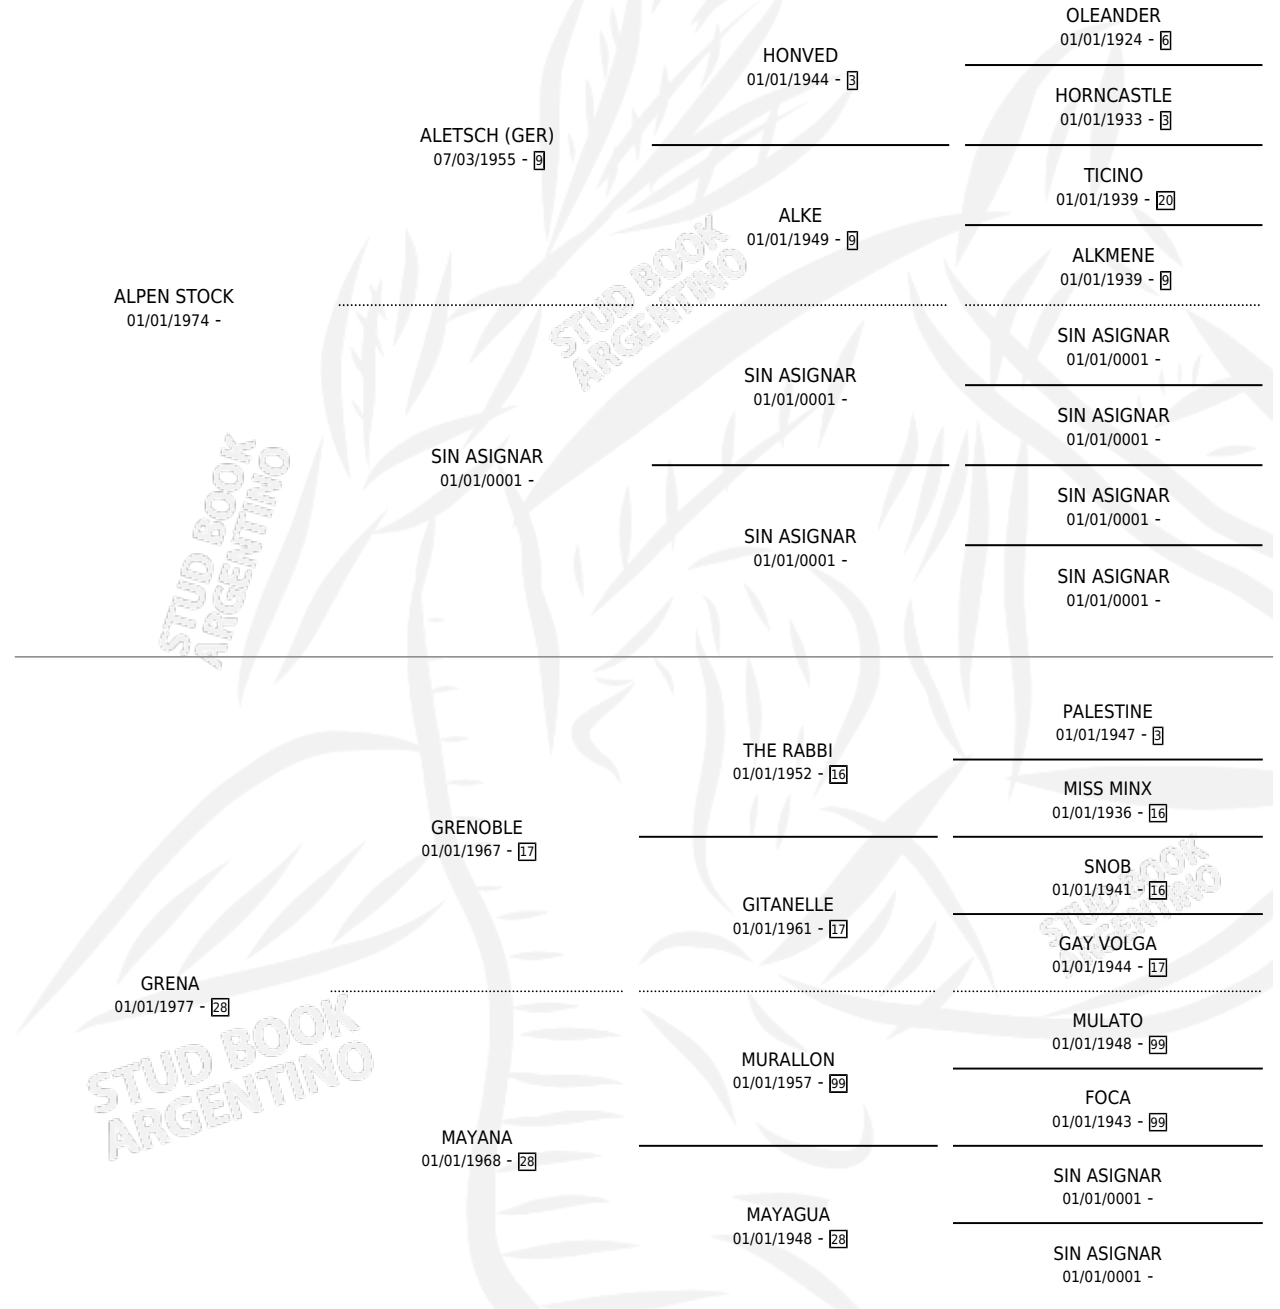 OLEANDER
01/01/1924 - 6
HONVED
01/01/1944 - 3
HORNCASTLE
01/01/1933 - 3
ALETSCH (GER)
07/03/1955 - 9
TICINO
01/01/1939 - 20
ALKE
01/01/1949 - 9
ALKMENE
01/01/1939 - 9
ALPEN STOCK
01/01/1974 -
SIN ASIGNAR
01/01/0001 -
SIN ASIGNAR
01/01/0001 -
SIN ASIGNAR
01/01/0001 -
SIN ASIGNAR
01/01/0001 -
SIN ASIGNAR
01/01/0001 -
SIN ASIGNAR
01/01/0001 -
SIN ASIGNAR
01/01/0001 -
STUD BOOK
ARGENTINO
STUD BOOK
ARGENTINO
PALESTINE
01/01/1947 - 3
THE RABBI
01/01/1952 - 16
MISS MINX
01/01/1936 - 16
GRENOBLE
01/01/1967 - 17
SNOB
01/01/1941 - 16
GITANELLE
01/01/1961 - 17
GAY VOLGA
01/01/1944 - 17
GRENA
01/01/1977 - 28
MULATO
01/01/1948 - 99
MURALLON
01/01/1957 - 99
FOCA
01/01/1943 - 99
MAYANA
01/01/1968 - 28
SIN ASIGNAR
01/01/0001 -
MAYAGUA
01/01/1948 - 28
SIN ASIGNAR
01/01/0001 -
STUD BOOK
ARGENTINO
STUD BOOK
ARGENTINO